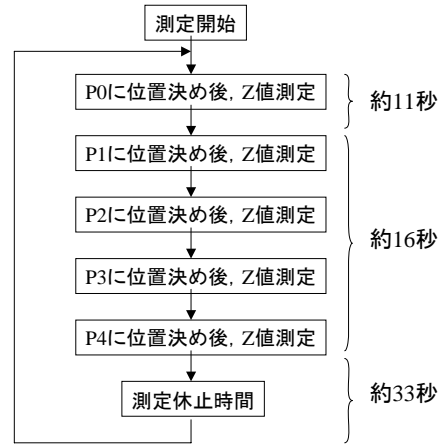 測定開始
P0に位置決め後, Z値測定
約11秒
P1に位置決め後, Z値測定
P2に位置決め後, Z値測定
約16秒
P3に位置決め後, Z値測定
P4に位置決め後, Z値測定
測定休止時間
約33秒